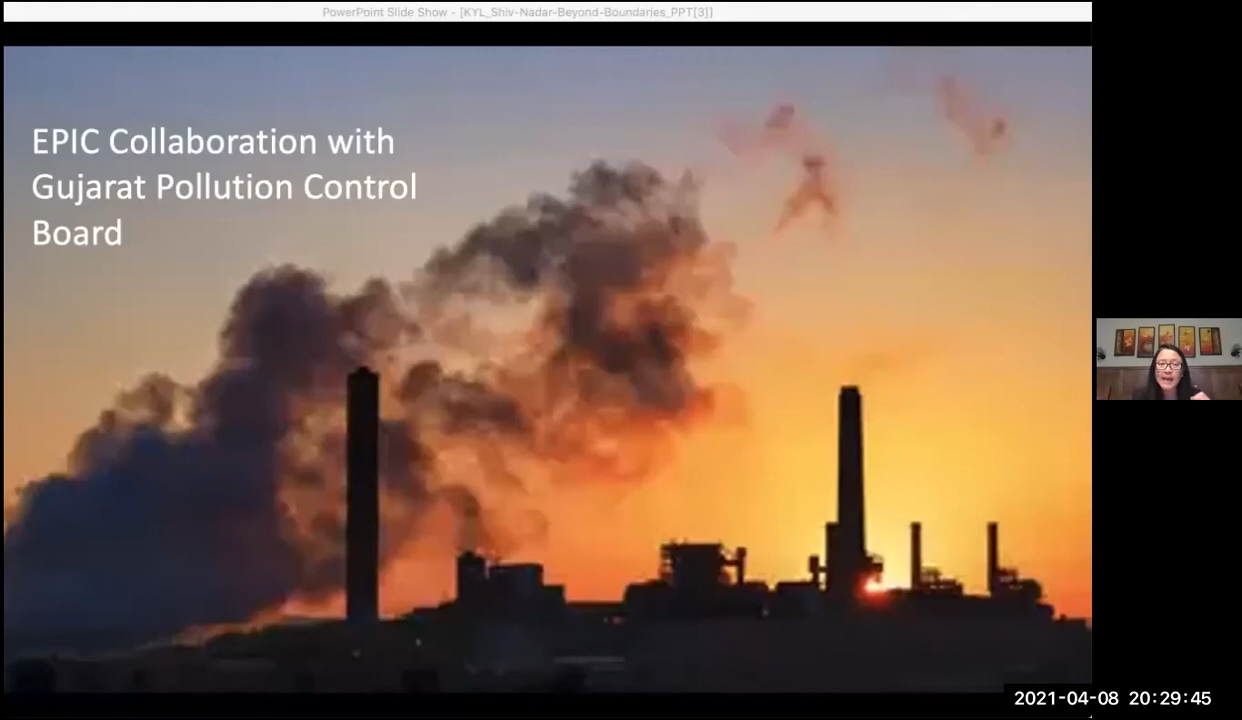 PowerPoint Slide Show - [KYL_Shiv-Nadar-Beyond-Boundaries_PPT[3]]
EPIC Collaboration with
Gujarat Pollution Control
Board
2021-04-08 20:29:45